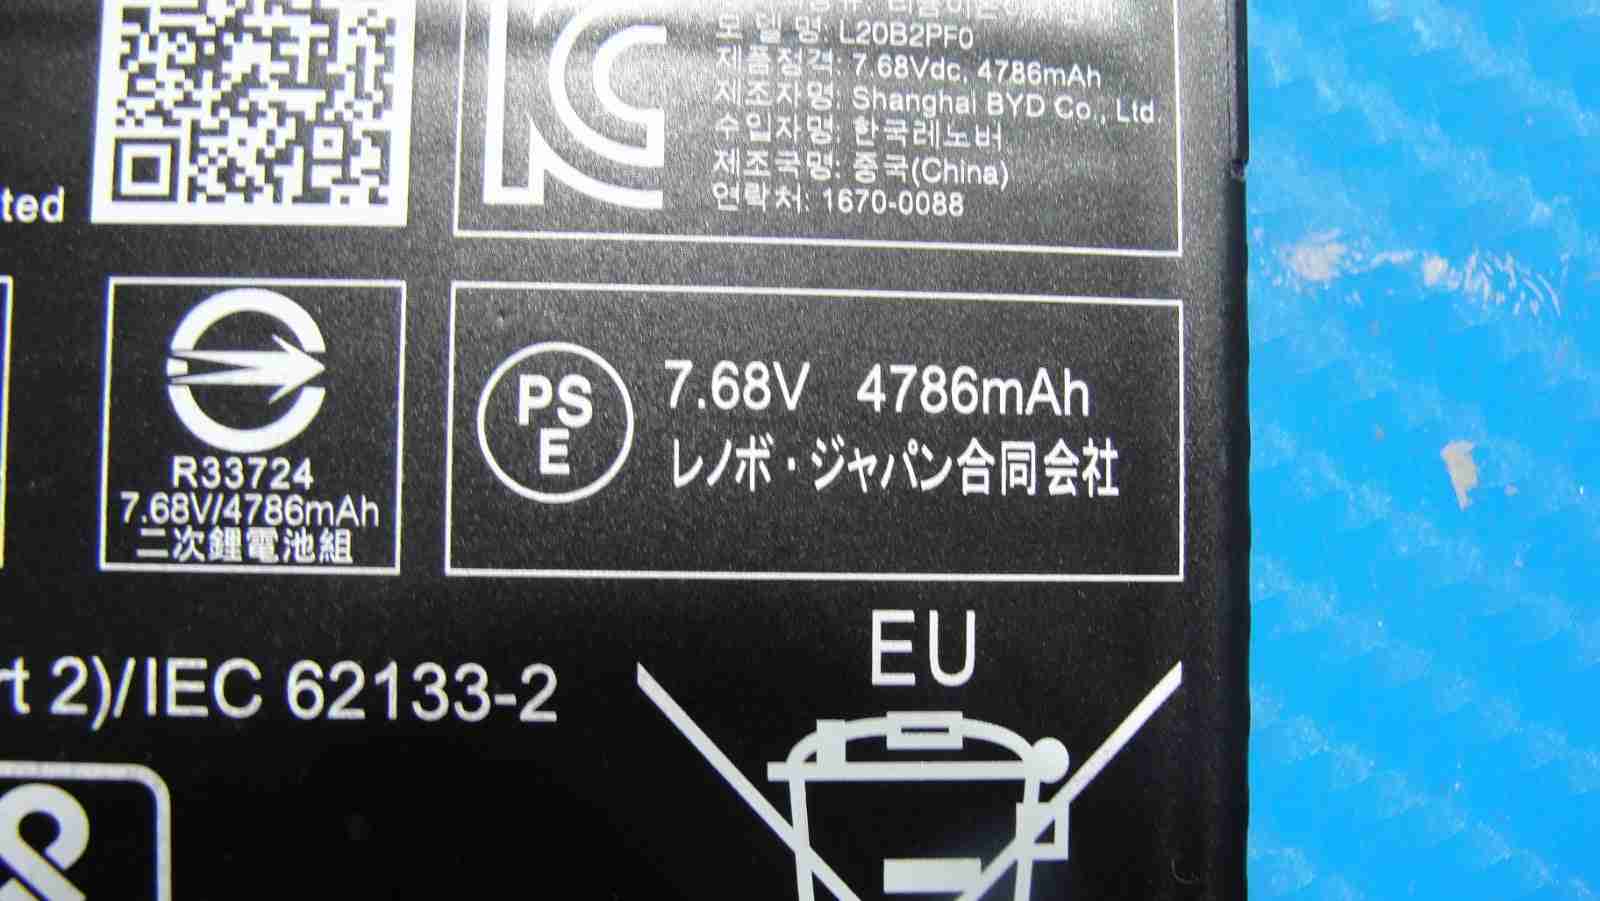 모델명: L20B2PF0
제품정격: 7.68Vdc, 4786mAh
제조자명: Shanghai BYD Co., Ltd.
수입자명: 한국레노버
제조국명: 중국(China)
연락처: 1670-0088
ted
R33724
7.68V/4786mAh
二次鋰電池組
PS
E
7.68V 4786mAh
レノボ・ジャパン合同会社
rt 2)/IEC 62133-2
EU